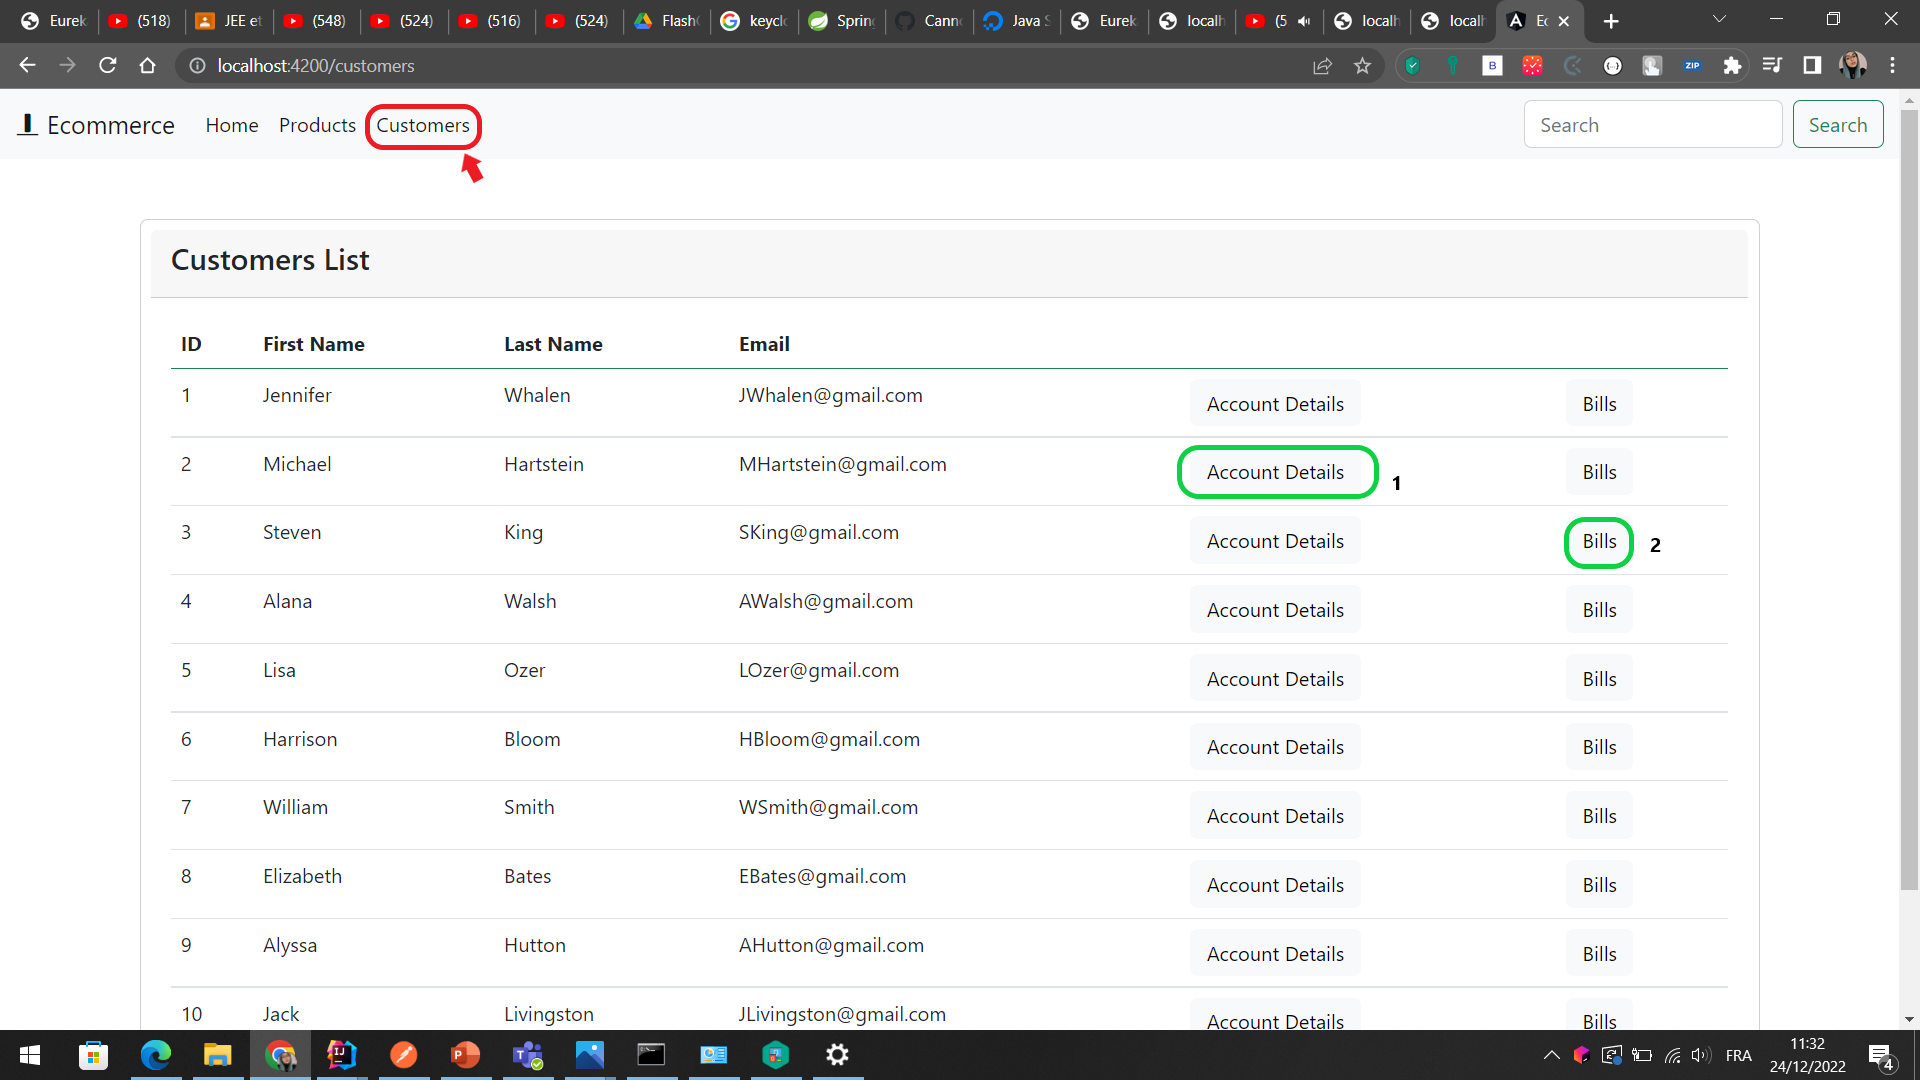 Eurek (518) JEE et (548) (524) (516) (524) Flash keyclo Spring Canno Java S Eurek localh (5 localh localh Ec
localhost:4200/customers
Ecommerce Home Products Customers Search Search
Customers List
ID First Name Last Name Email
1 Jennifer Whalen JWhalen@gmail.com Account Details Bills
2 Michael Hartstein MHartstein@gmail.com Account Details 1 Bills
3 Steven King SKing@gmail.com Account Details Bills 2
4 Alana Walsh AWalsh@gmail.com Account Details Bills
5 Lisa Ozer LOzer@gmail.com Account Details Bills
6 Harrison Bloom HBloom@gmail.com Account Details Bills
7 William Smith WSmith@gmail.com Account Details Bills
8 Elizabeth Bates EBates@gmail.com Account Details Bills
9 Alyssa Hutton AHutton@gmail.com Account Details Bills
10 Jack Livingston JLivingston@gmail.com Account Details Bills
FRA 11:32
24/12/2022 4